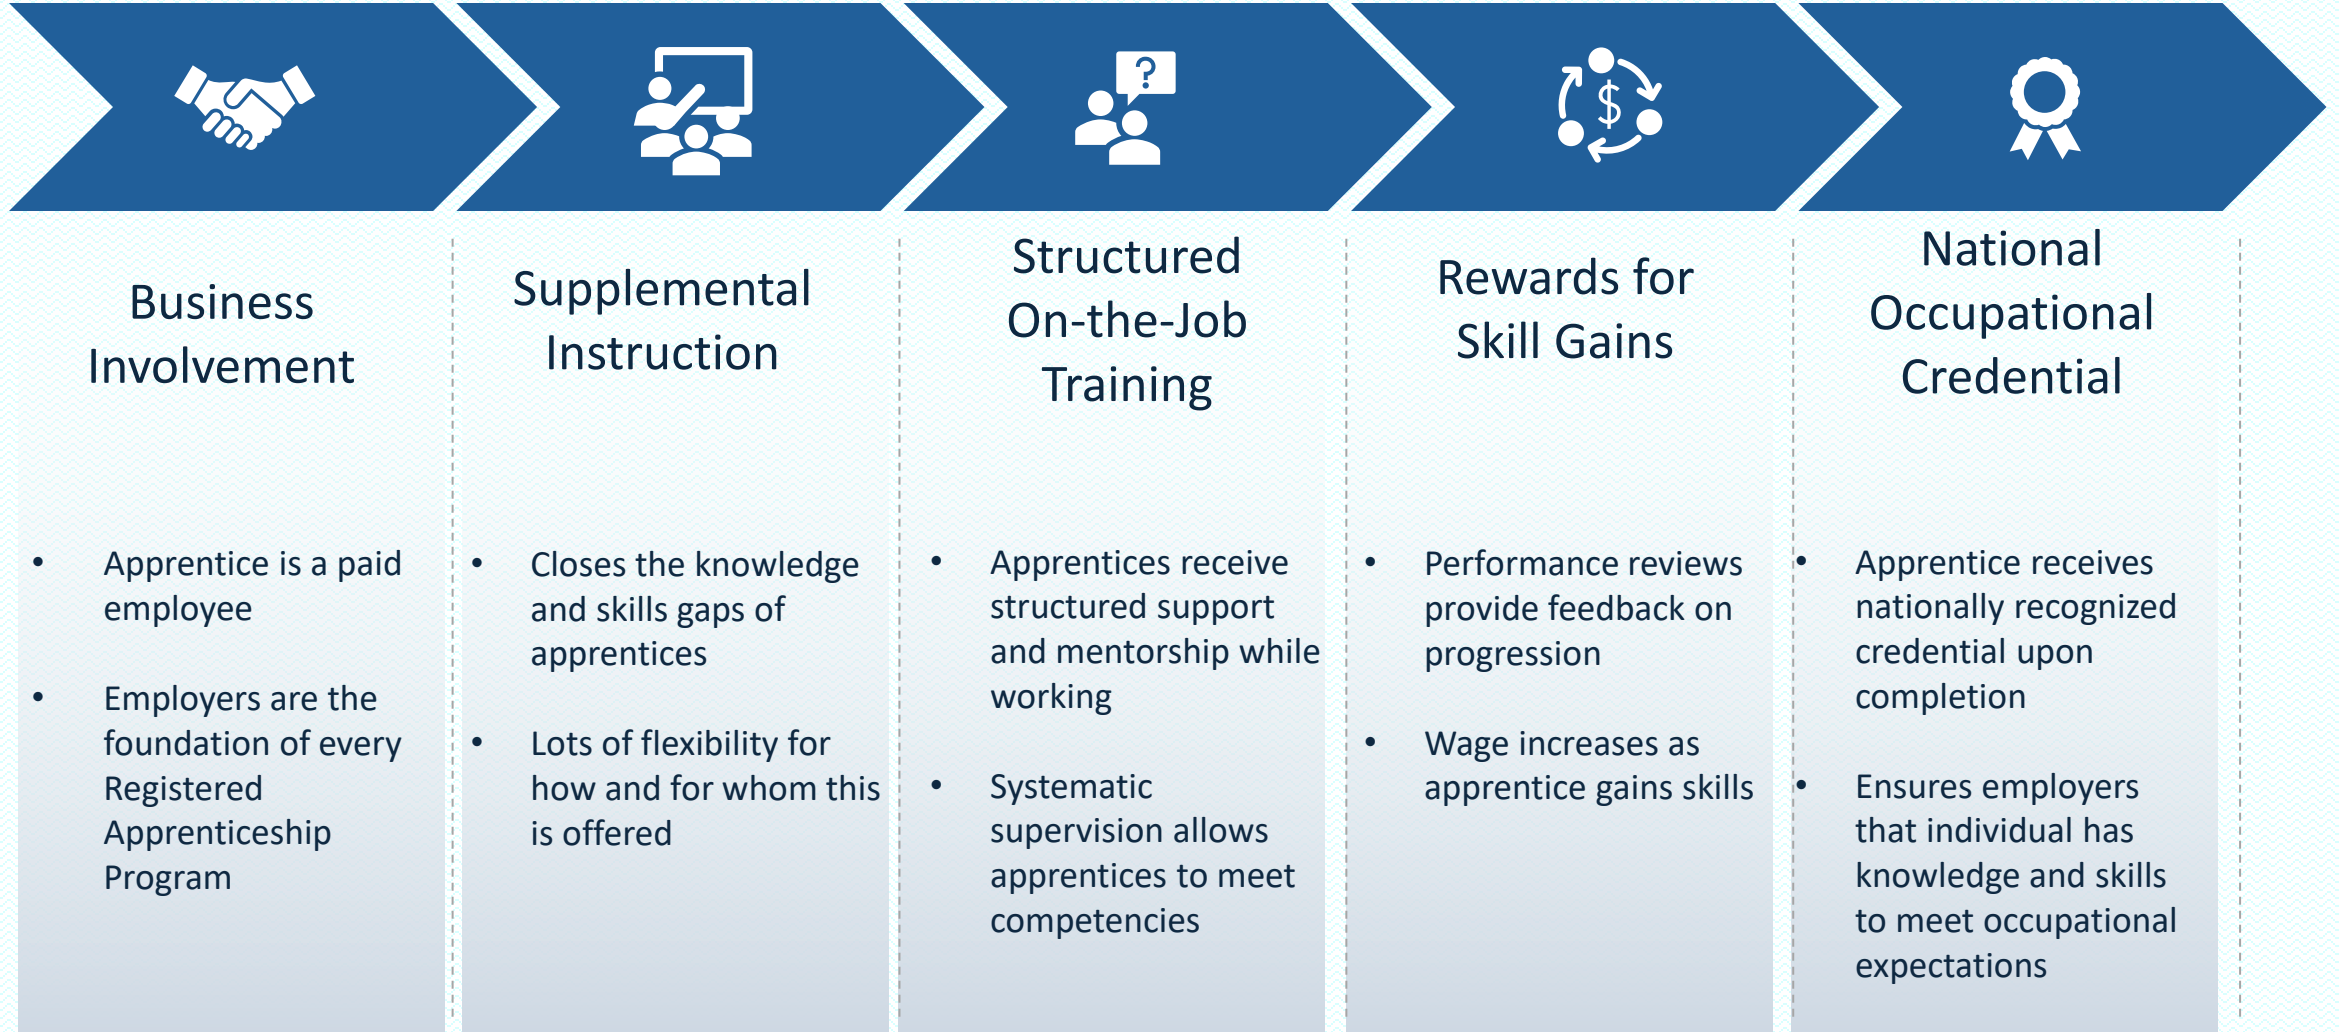 ?
$
Business
Involvement
• Apprentice is a paid
employee
• Employers are the
foundation of every
Registered
Apprenticeship
Program
Supplemental
Instruction
• Closes the knowledge
and skills gaps of
apprentices
• Lots of flexibility for
how and for whom this
is offered
Structured
On-the-Job
Training
• Apprentices receive
structured support
and mentorship while
working
• Systematic
supervision allows
apprentices to meet
competencies
Rewards for
Skill Gains
• Performance reviews
provide feedback on
progression
• Wage increases as
apprentice gains skills
National
Occupational
Credential
• Apprentice receives
nationally recognized
credential upon
completion
• Ensures employers
that individual has
knowledge and skills
to meet occupational
expectations